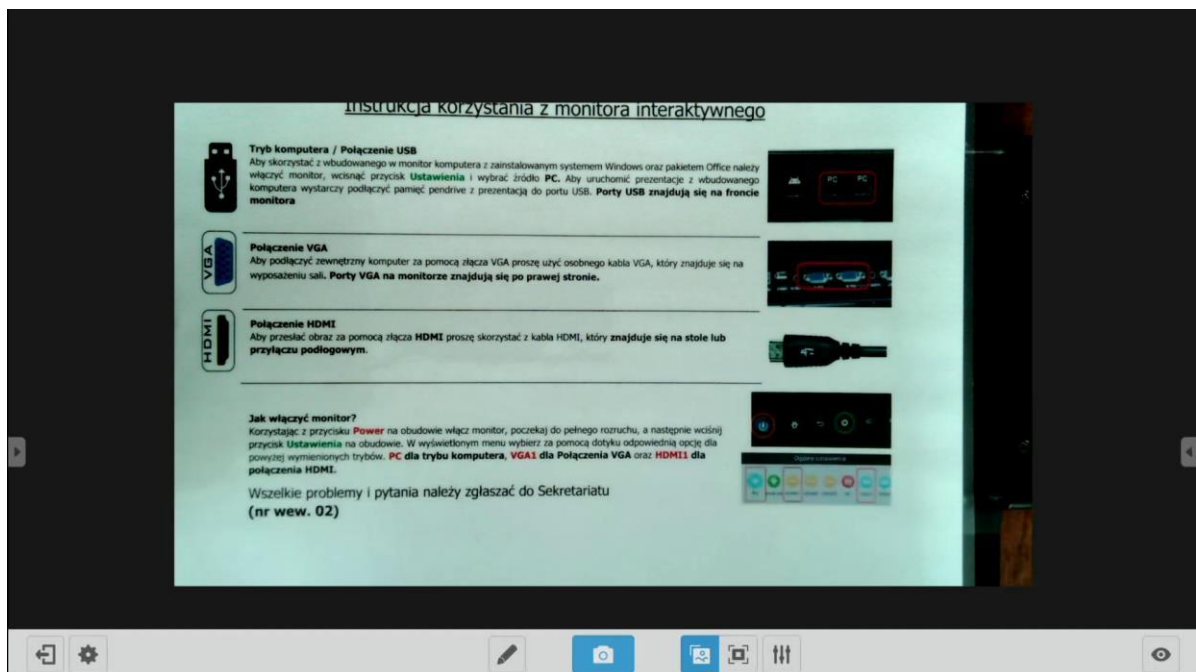 Instrukcja korzystania z monitora interaktywnego
Tryb komputera / Połączenie USB
Aby skorzystać z wbudowanego w monitor komputera z zainstalowanym systemem Windows oraz pakietem Office należy
włączyć monitor, wcisnąć przycisk Ustawienia i wybrać źródło PC. Aby uruchomić prezentacje z wbudowanego
komputera wystarczy podłączyć pamięć pendrive z prezentacją do portu USB. Porty USB znajdują się na froncie
monitora
PC PC
VGA
Połączenie VGA
Aby podłączyć zewnętrzny komputer za pomocą złącza VGA proszę użyć osobnego kabla VGA, który znajduje się na
wyposażeniu sali. Porty VGA na monitorze znajdują się po prawej stronie.
HDMI
Połączenie HDMI
Aby przesłać obraz za pomocą złącza HDMI proszę skorzystać z kabla HDMI, który znajduje się na stole lub
przyłączu podłogowym.
Jak włączyć monitor?
Korzystając z przycisku Power na obudowie włącz monitor, poczekaj do pełnego rozruchu, a następnie wciśnij
przycisk Ustawienia na obudowie. W wyświetlonym menu wybierz za pomocą dotyku odpowiednią opcję dla
powyżej wymienionych trybów. PC dla trybu komputera, VGA1 dla Połączenia VGA oraz HDMI1 dla
połączenia HDMI.
Wszelkie problemy i pytania należy zgłaszać do Sekretariatu
(nr wew. 02)